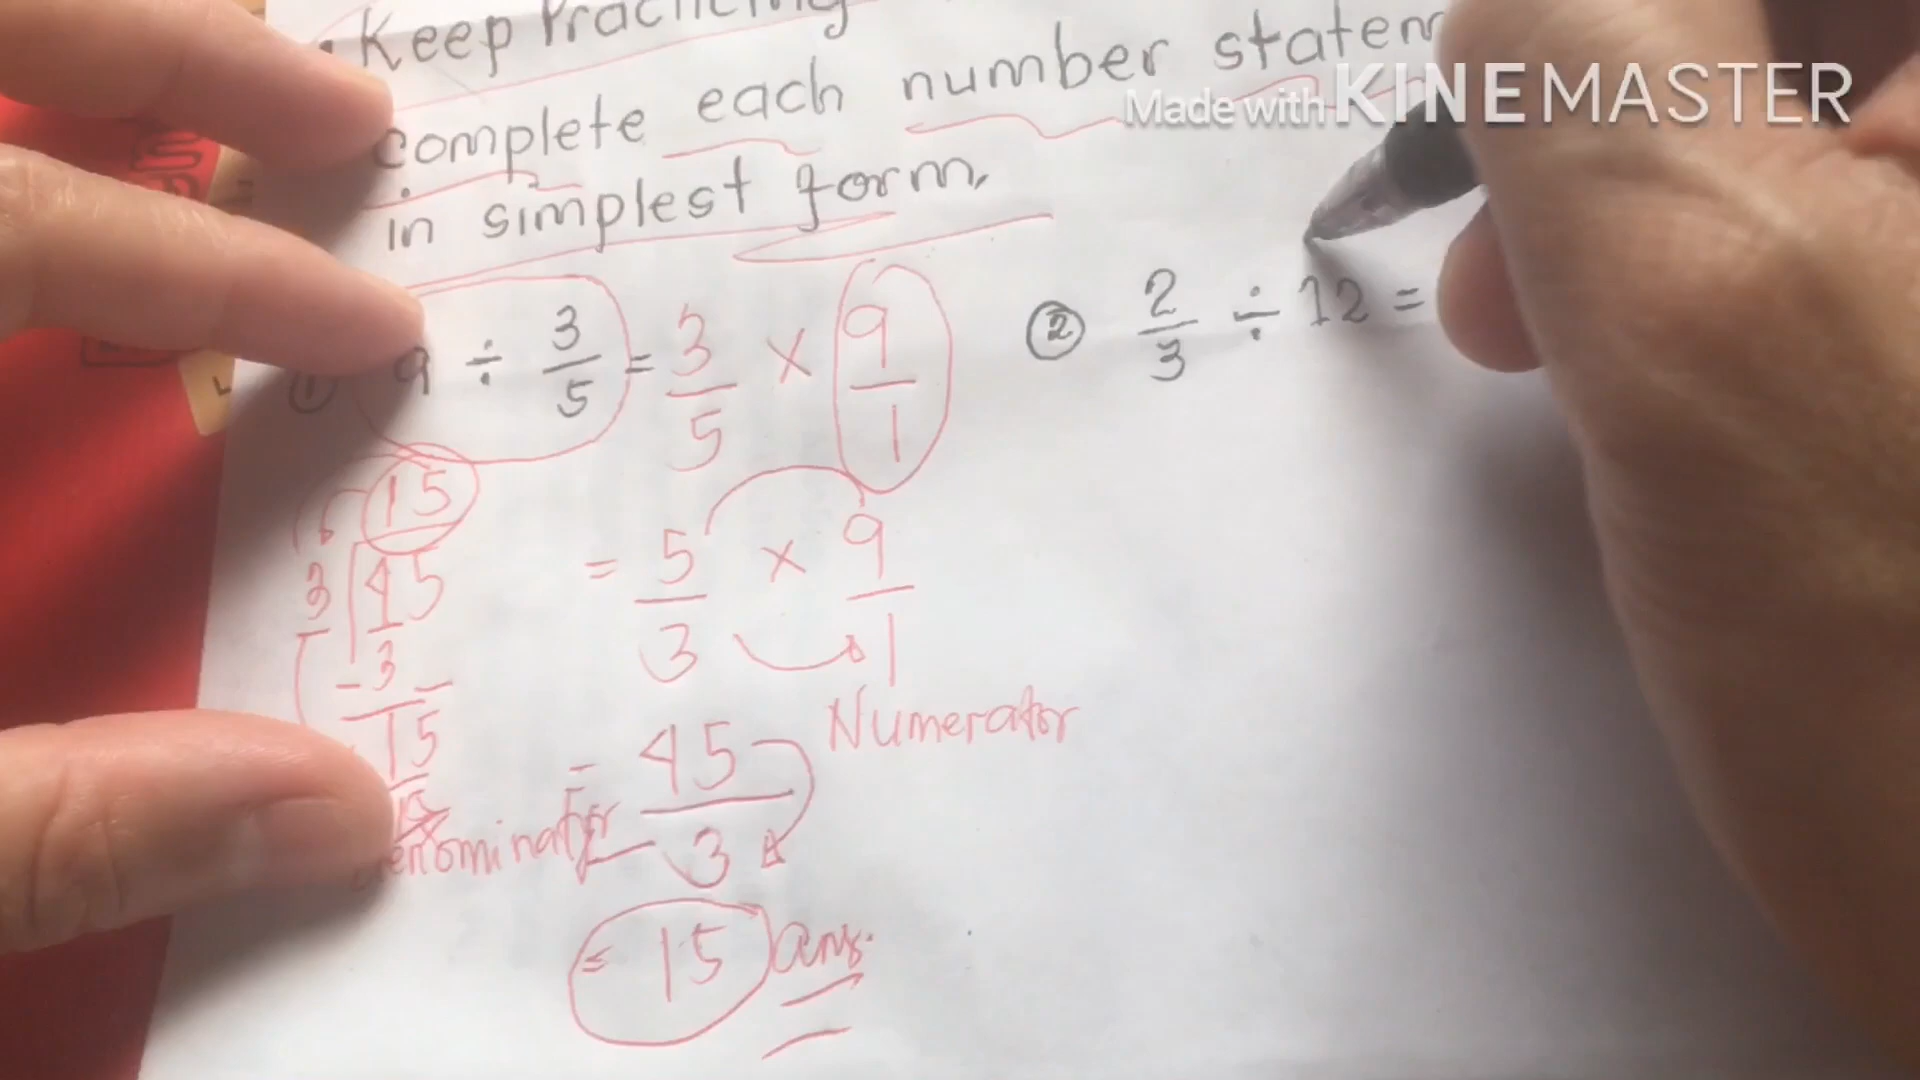 • Keep Practicing
complete each number statem
Made with KINEMASTER
in simplest form.
① 9 ÷ 3/5 = 3/5 × 9/1
= 5/3 × 9/1
15
3 45
- 3
15
15
Numerator
Denominator = 45/3
= 15 ans.
② 2/3 ÷ 12 =